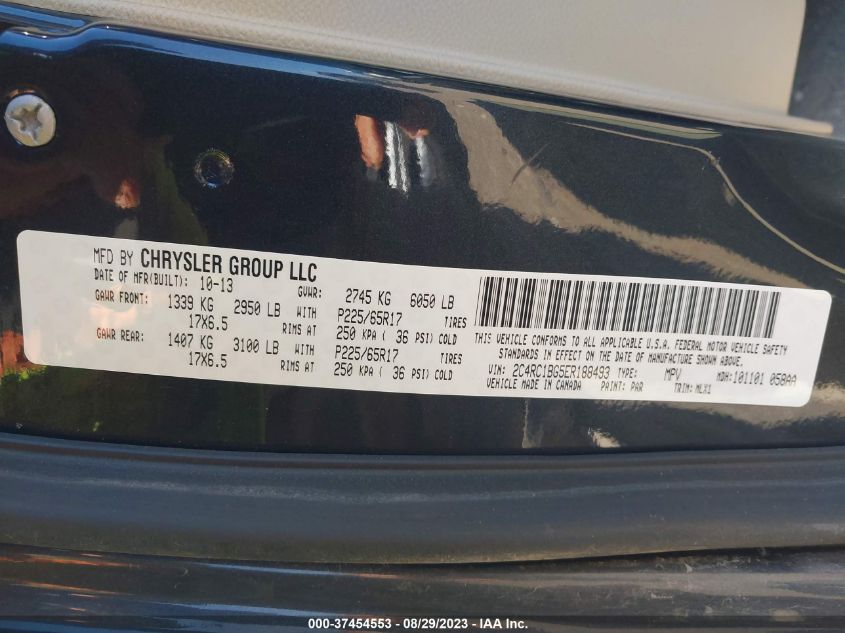 MFD BY CHRYSLER GROUP LLC
DATE OF MFR(BUILT): 10-13 GVWR: 2745 KG 6050 LB
GAWR FRONT: 1339 KG 2950 LB WITH P225/65R17 TIRES
17X6.5 RIMS AT 250 KPA ( 36 PSI) COLD
GAWR REAR: 1407 KG 3100 LB WITH P225/65R17 TIRES
17X6.5 RIMS AT 250 KPA ( 36 PSI) COLD
THIS VEHICLE CONFORMS TO ALL APPLICABLE U.S.A. FEDERAL MOTOR VEHICLE SAFETY
STANDARDS IN EFFECT ON THE DATE OF MANUFACTURE SHOWN ABOVE.
VIN: 2C4RC1BG5ER188493 TYPE: MPV MDH:101101 058AA
VEHICLE MADE IN CANADA PAINT: PAR TRIM: MLX1
000-37454553 - 08/29/2023 - IAA Inc.